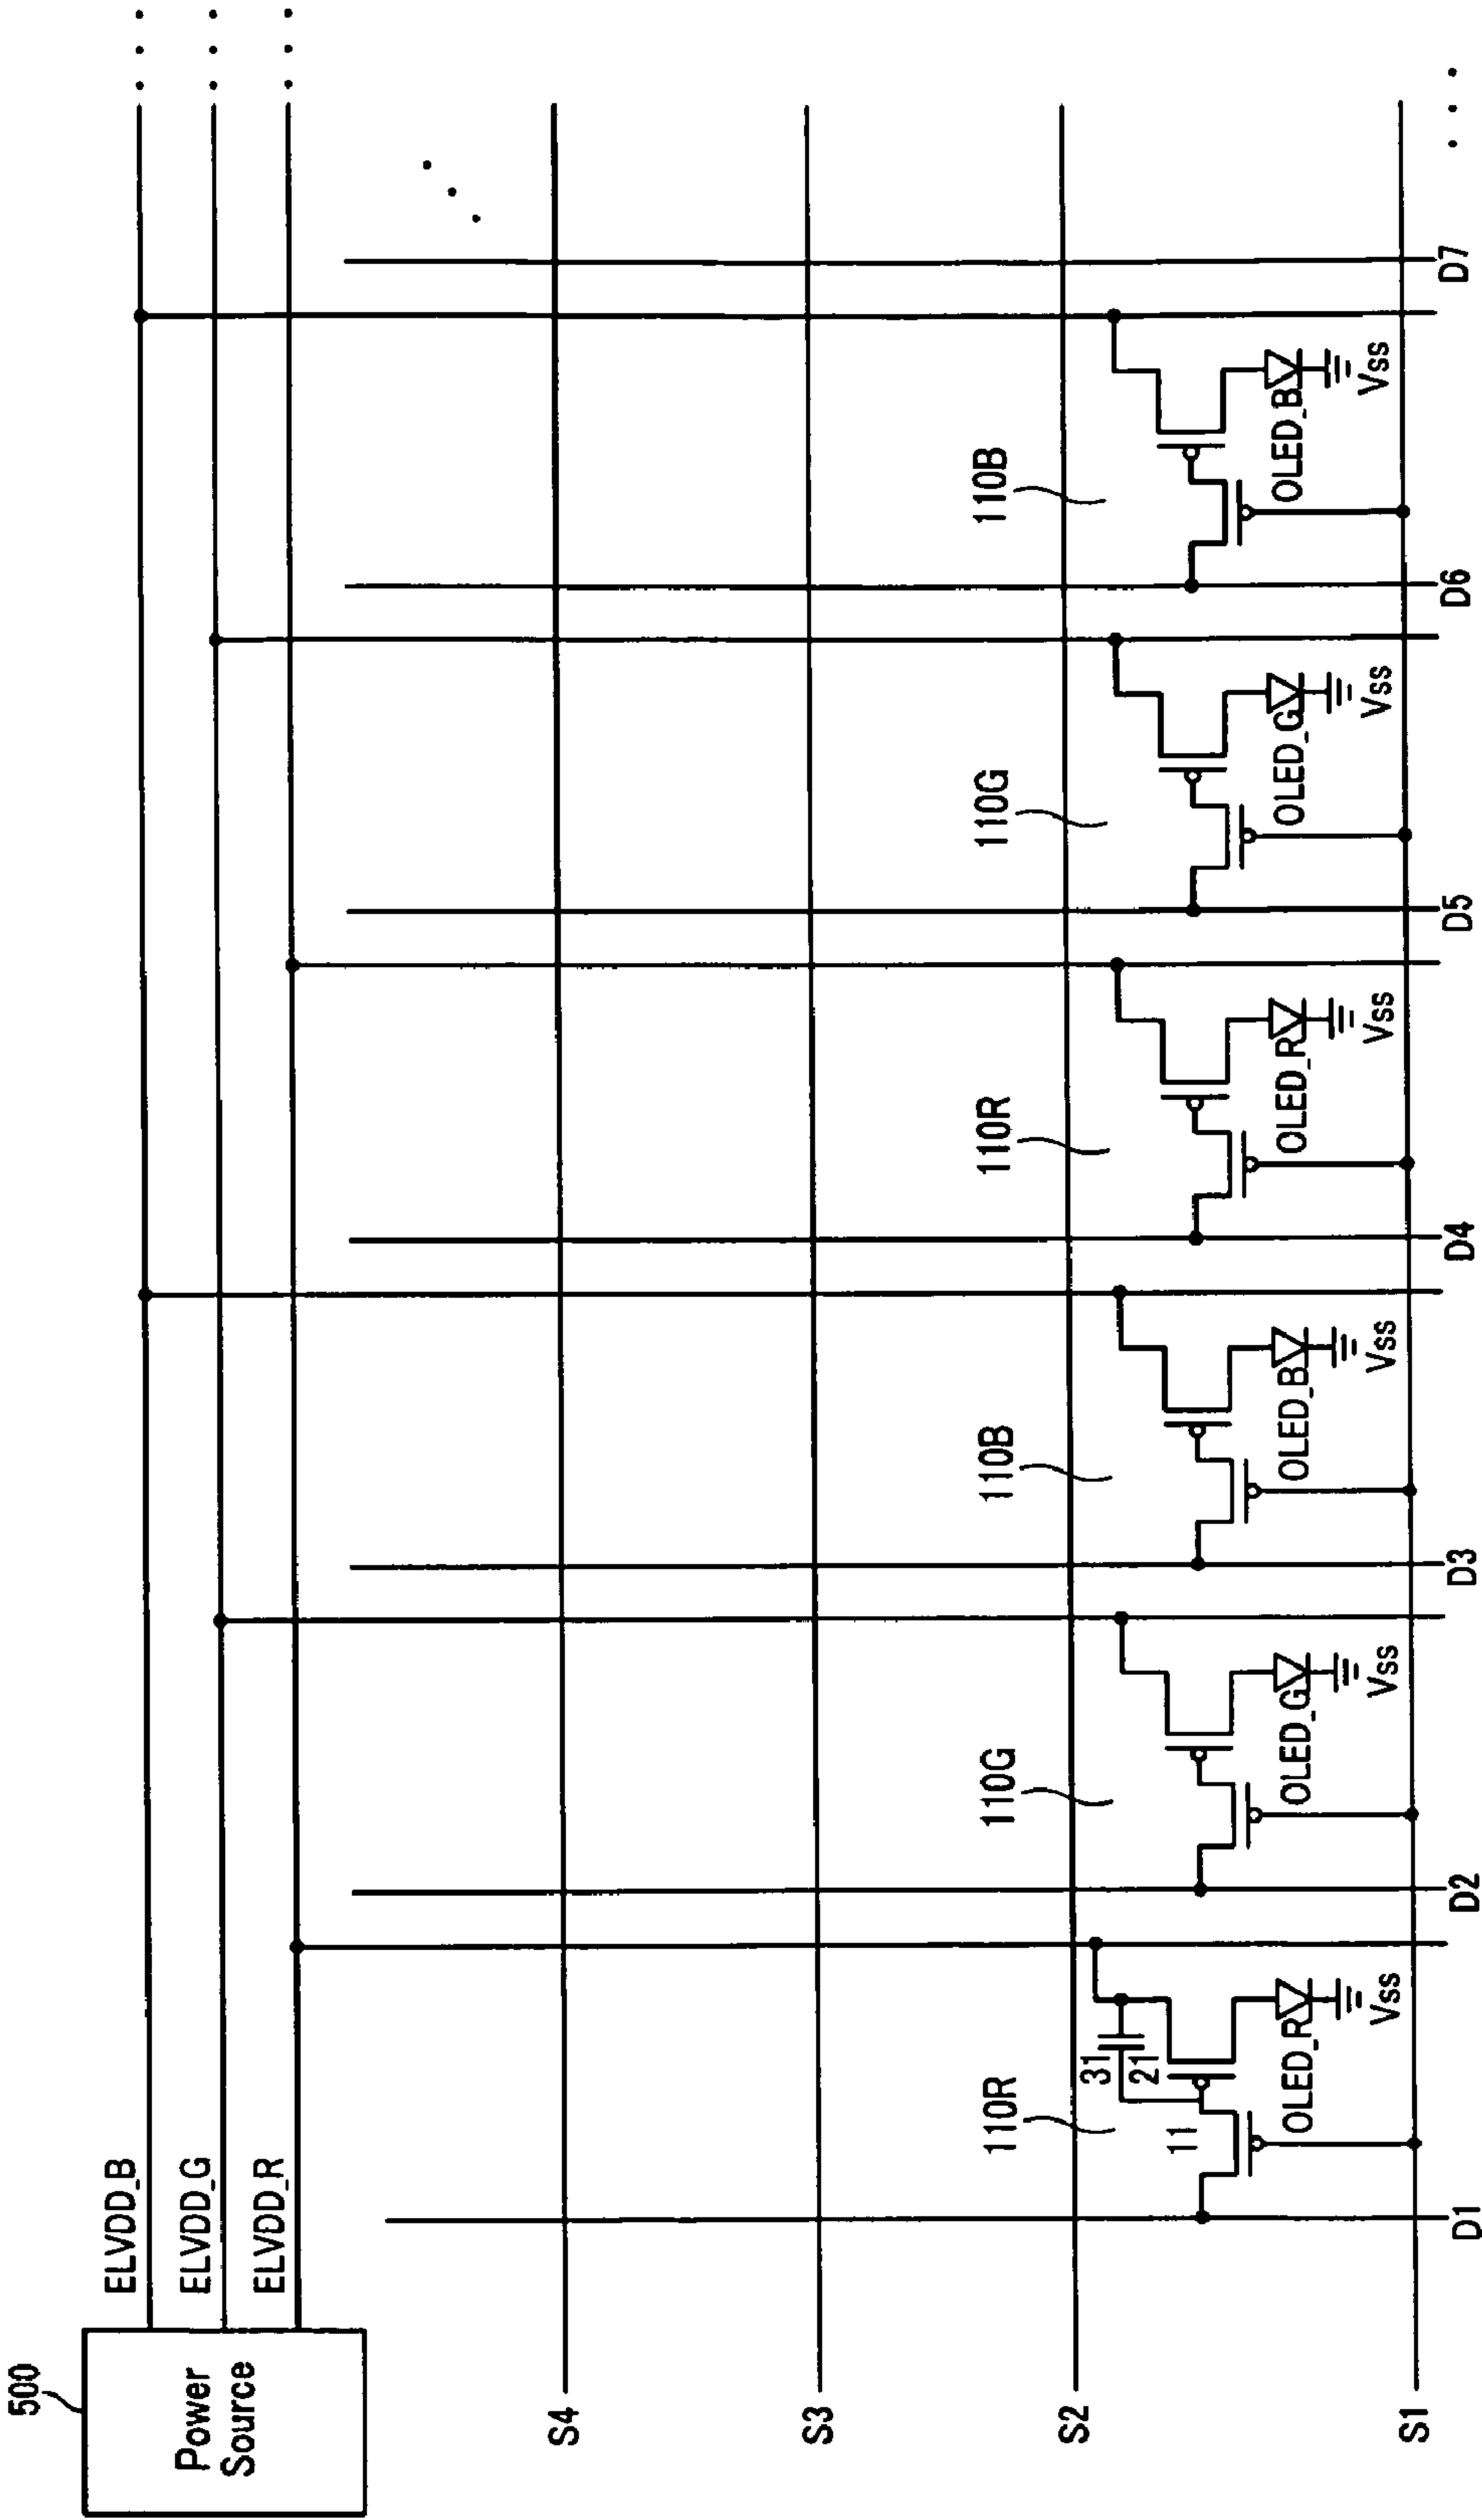 500
Power
Source
ELVDD_B
ELVDD_G
ELVDD_R
S4
S3
S2
110R
110G
110B
110R
110G
110B
31
21
11
OLED_R
OLED_G
OLED_B
OLED_R
OLED_G
OLED_B
Vss
Vss
Vss
Vss
Vss
Vss
S1
D1
D2
D3
D4
D5
D6
D7